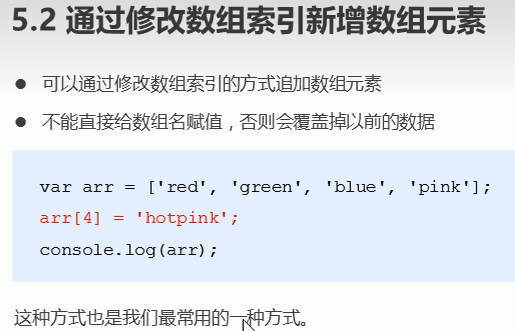 5.2 通过修改数组索引新增数组元素
● 可以通过修改数组索引的方式追加数组元素
● 不能直接给数组名赋值，否则会覆盖掉以前的数据
var arr = ['red', 'green', 'blue', 'pink'];
arr[4] = 'hotpink';
console.log(arr);
这种方式也是我们最常用的一种方式。